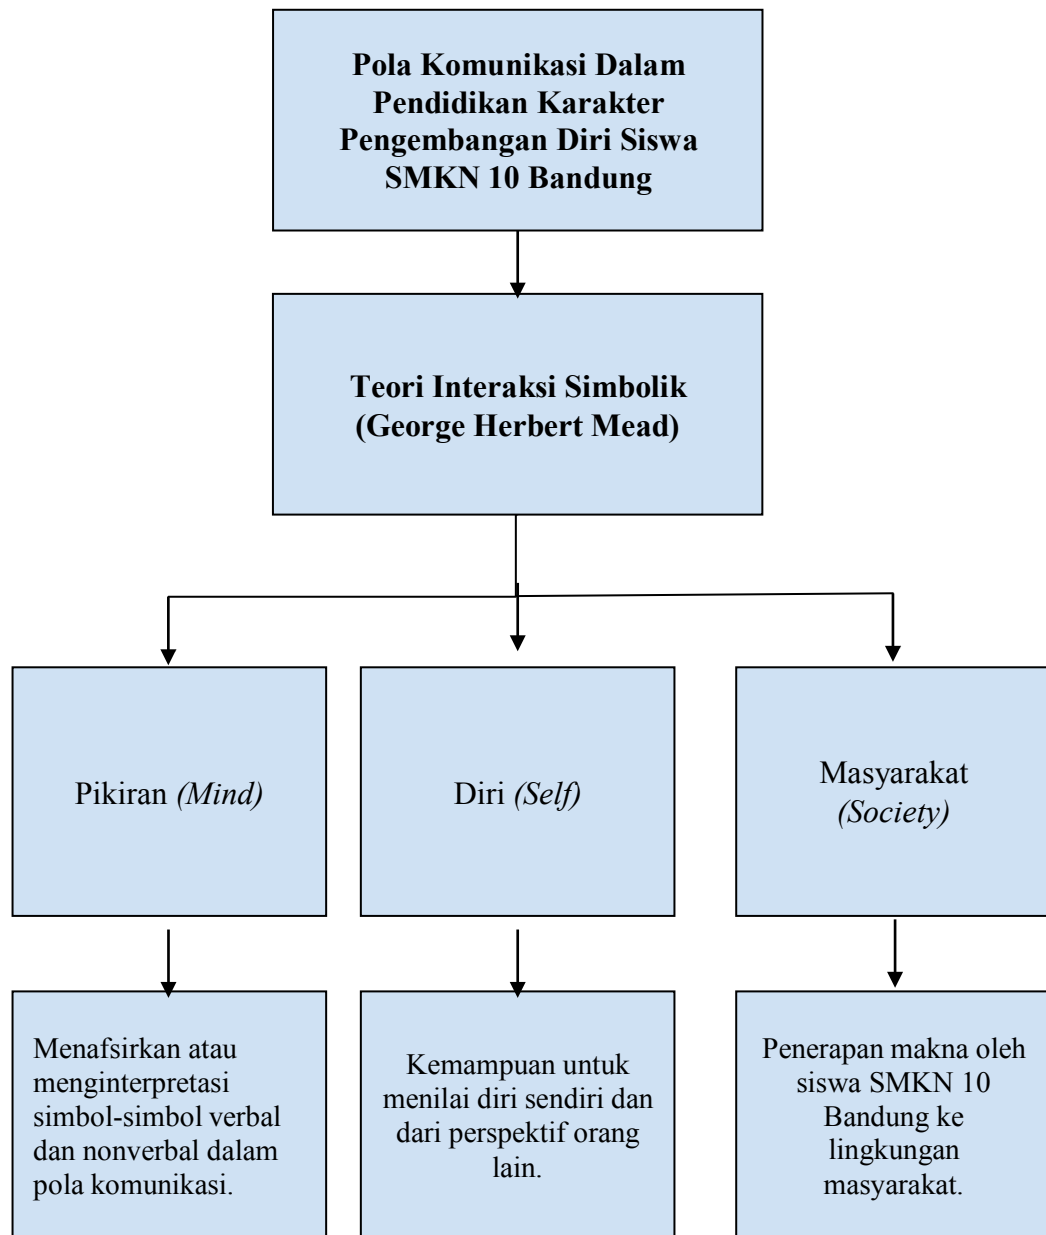 Pola Komunikasi Dalam
Pendidikan Karakter
Pengembangan Diri Siswa
SMKN 10 Bandung
Teori Interaksi Simbolik
(George Herbert Mead)
Pikiran (Mind)
Diri (Self)
Masyarakat
(Society)
Menafsirkan atau
menginterpretasi
simbol-simbol verbal
dan nonverbal dalam
pola komunikasi.
Kemampuan untuk
menilai diri sendiri dan
dari perspektif orang
lain.
Penerapan makna oleh
siswa SMKN 10
Bandung ke
lingkungan
masyarakat.